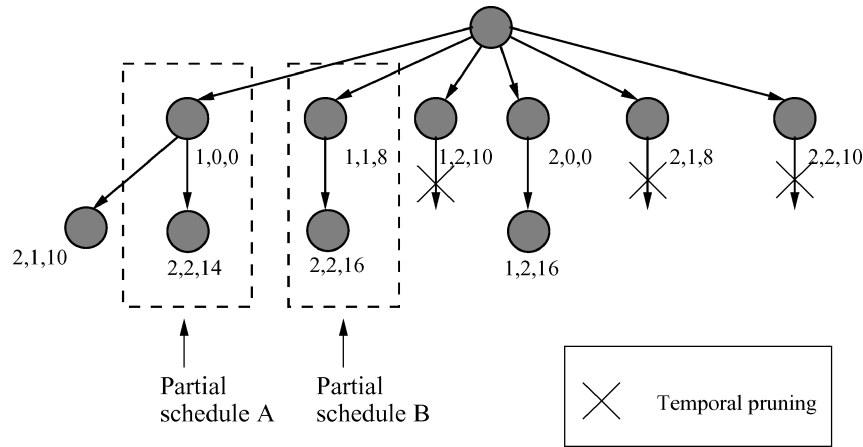 1,0,0
1,1,8
1,2,10
2,0,0
2,1,8
2,2,10
2,1,10
2,2,14
2,2,16
1,2,16
Partial
schedule A
Partial
schedule B
Temporal pruning